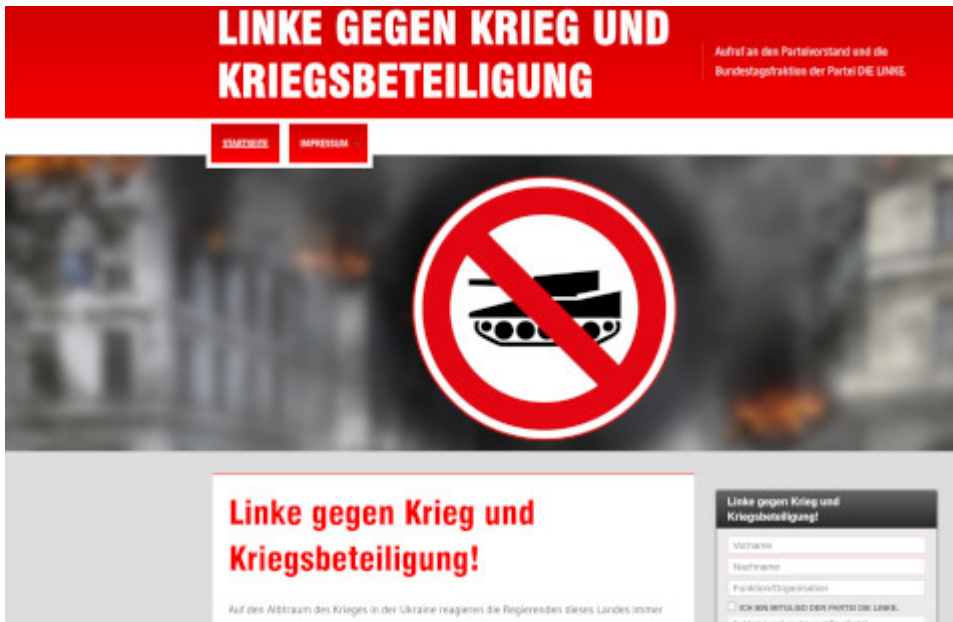 LINKE GEGEN KRIEG UND
KRIEGSBETEILIGUNG
Aufruf an den Parteivorstand und die
Bundestagsfraktion der Partei DIE LINKE.
STARTSEITE
IMPRESSUM
Linke gegen Krieg und
Kriegsbeteiligung!
Auf den Albtraum des Krieges in der Ukraine reagieren die Regierenden dieses Landes immer
Linke gegen Krieg und
Kriegsbeteiligung!
Vorname
Nachname
Funktion/Organisation
ICH BIN MITGLIED DER PARTEI DIE LINKE.